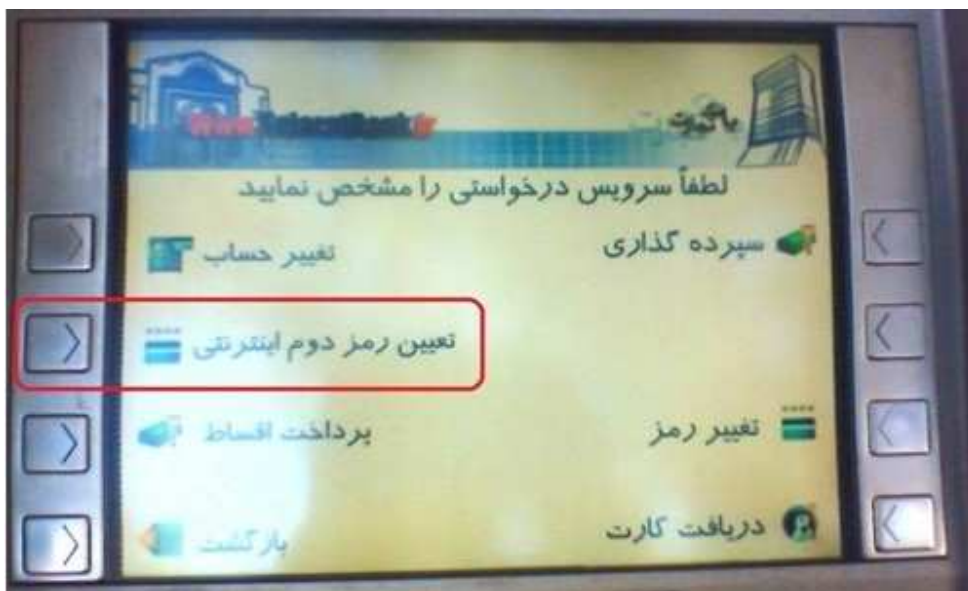 لطفاً سرویس درخواستی را مشخص نمایید
سپرده گذاری
تغییر حساب
تعیین رمز دوم اینترنتی
تغییر رمز
پرداخت اقساط
دریافت کارت
بازگشت